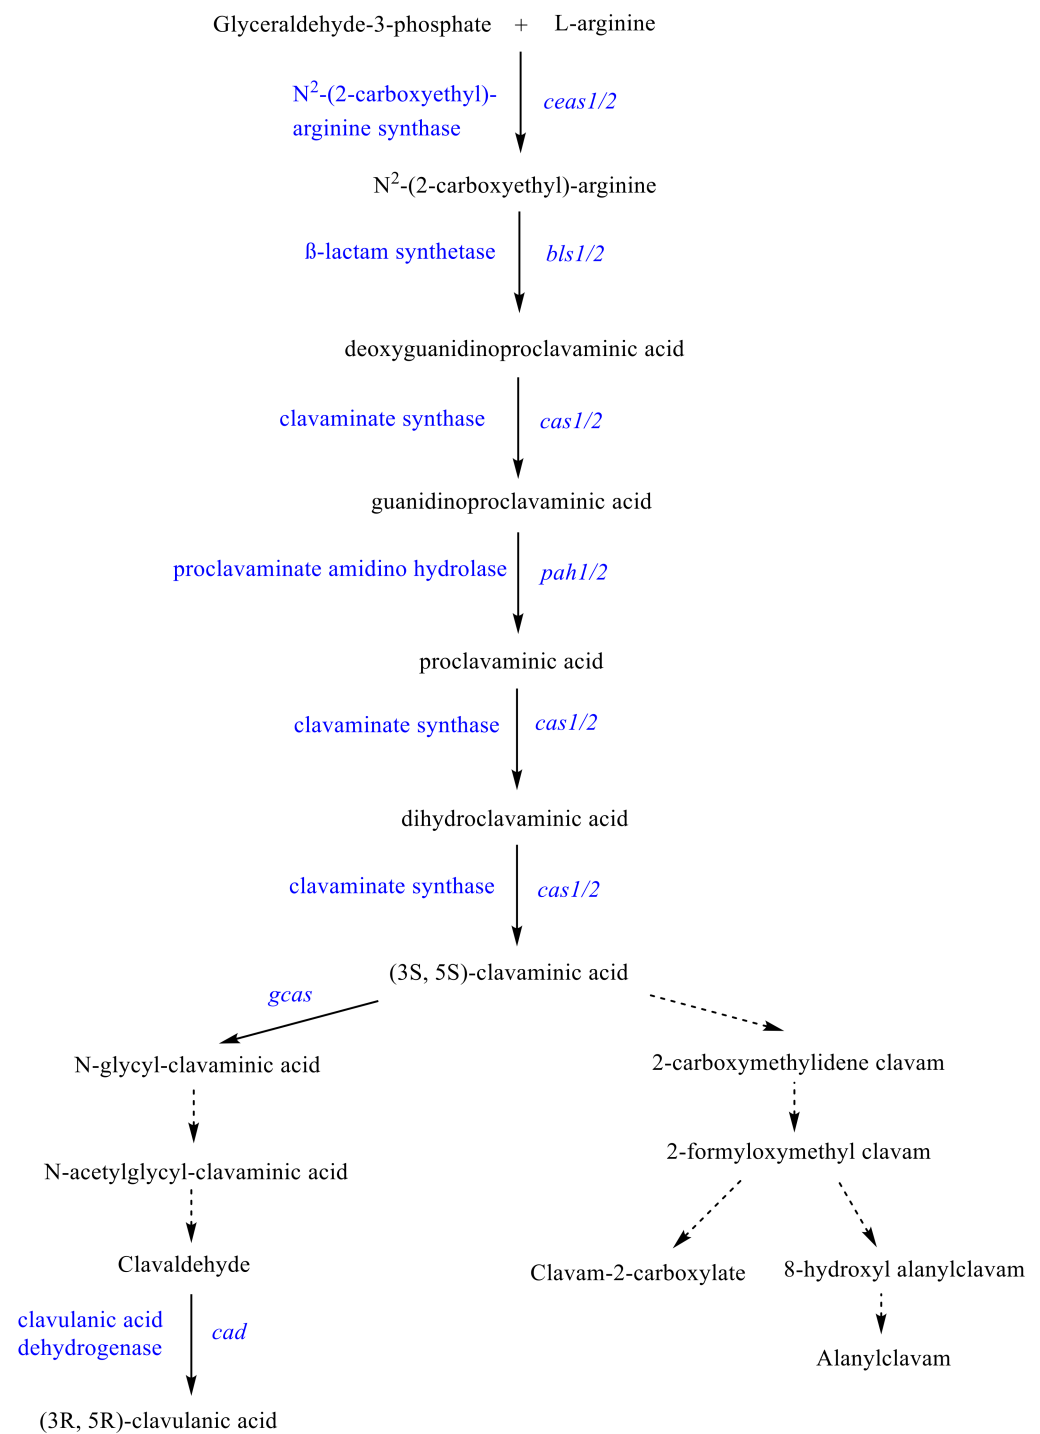 Glyceraldehyde-3-phosphate + L-arginine
N²-(2-carboxyethyl)-
arginine synthase
ceas1/2
N²-(2-carboxyethyl)-arginine
ß-lactam synthetase
bls1/2
deoxyguanidinoproclavaminic acid
clavaminate synthase
cas1/2
guanidinoproclavaminic acid
proclavaminate amidino hydrolase
pah1/2
proclavaminic acid
clavaminate synthase
cas1/2
dihydroclavaminic acid
clavaminate synthase
cas1/2
(3S, 5S)-clavaminic acid
gcas
N-glycyl-clavaminic acid
N-acetylglycyl-clavaminic acid
Clavaldehyde
clavulanic acid
dehydrogenase
cad
(3R, 5R)-clavulanic acid
2-carboxymethylidene clavam
2-formyloxymethyl clavam
Clavam-2-carboxylate
8-hydroxyl alanylclavam
Alanylclavam